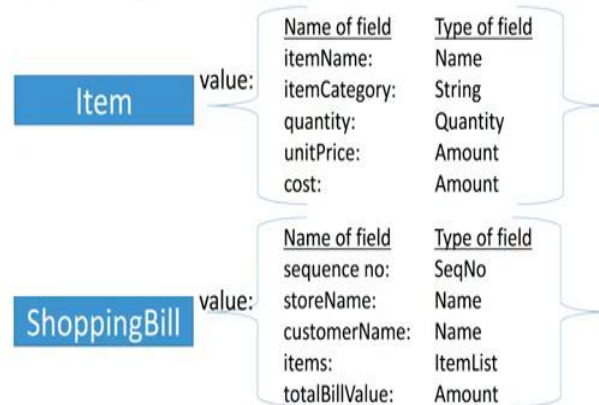 Name of field Type of field
itemName: Name
Item value: itemCategory: String
quantity: Quantity
unitPrice: Amount
cost: Amount
Name of field Type of field
sequence no: SeqNo
ShoppingBill value: storeName: Name
customerName: Name
items: ItemList
totalBillValue: Amount